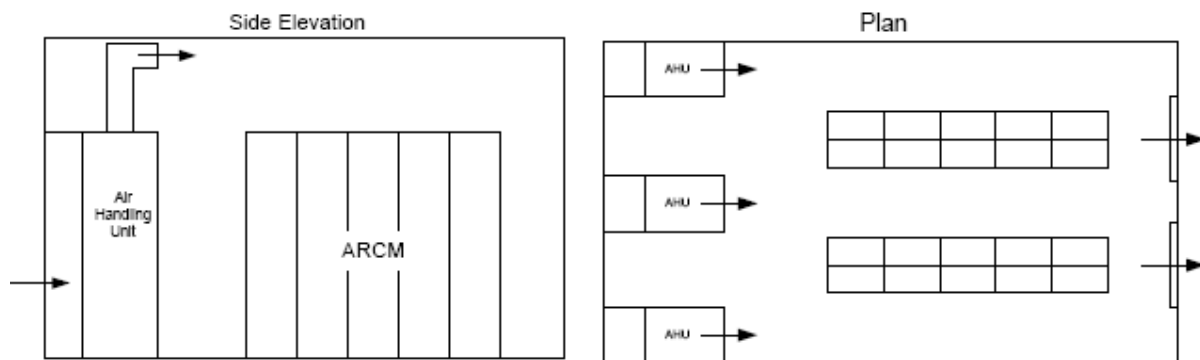 Side Elevation
Air
Handling
Unit
ARCM
Plan
AHU
AHU
AHU